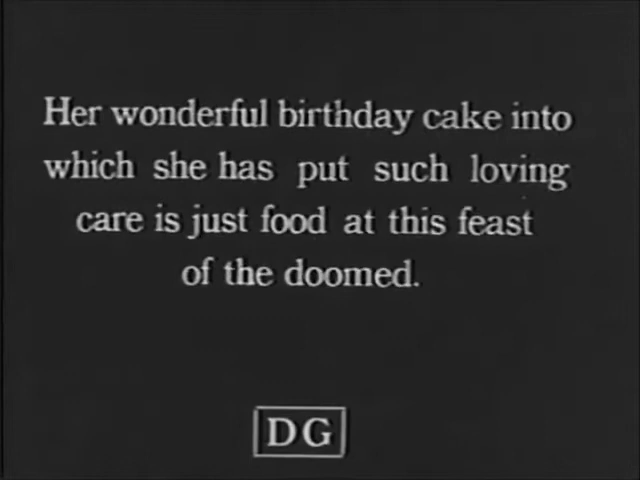 Her wonderful birthday cake into
which she has put such loving
care is just food at this feast
of the doomed.
DG